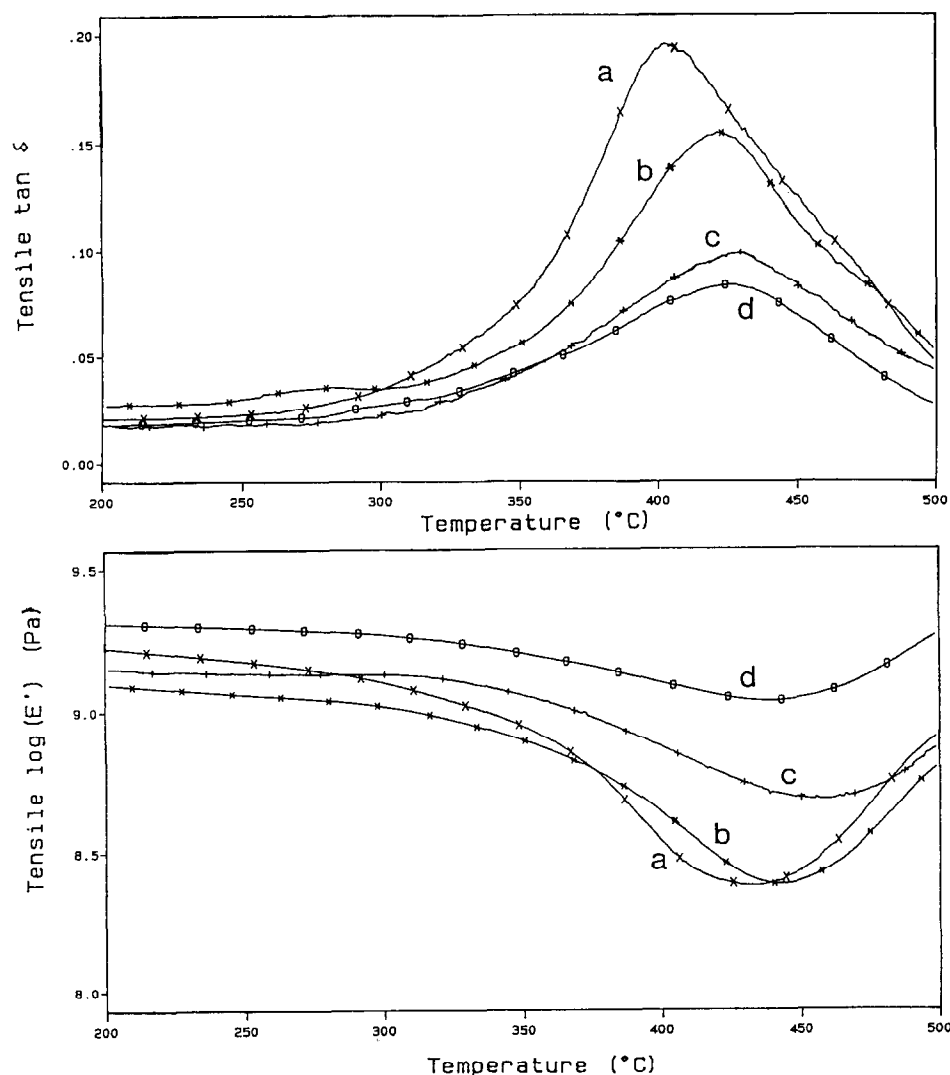 Tensile tan δ
.20
.15
.10
.05
0.00
a
b
c
d
200
250
300
350
400
450
500
Temperature (°C)
Tensile log(E') (Pa)
9.5
9.0
8.5
8.0
d
c
b
a
200
250
300
350
400
450
500
Temperature (°C)